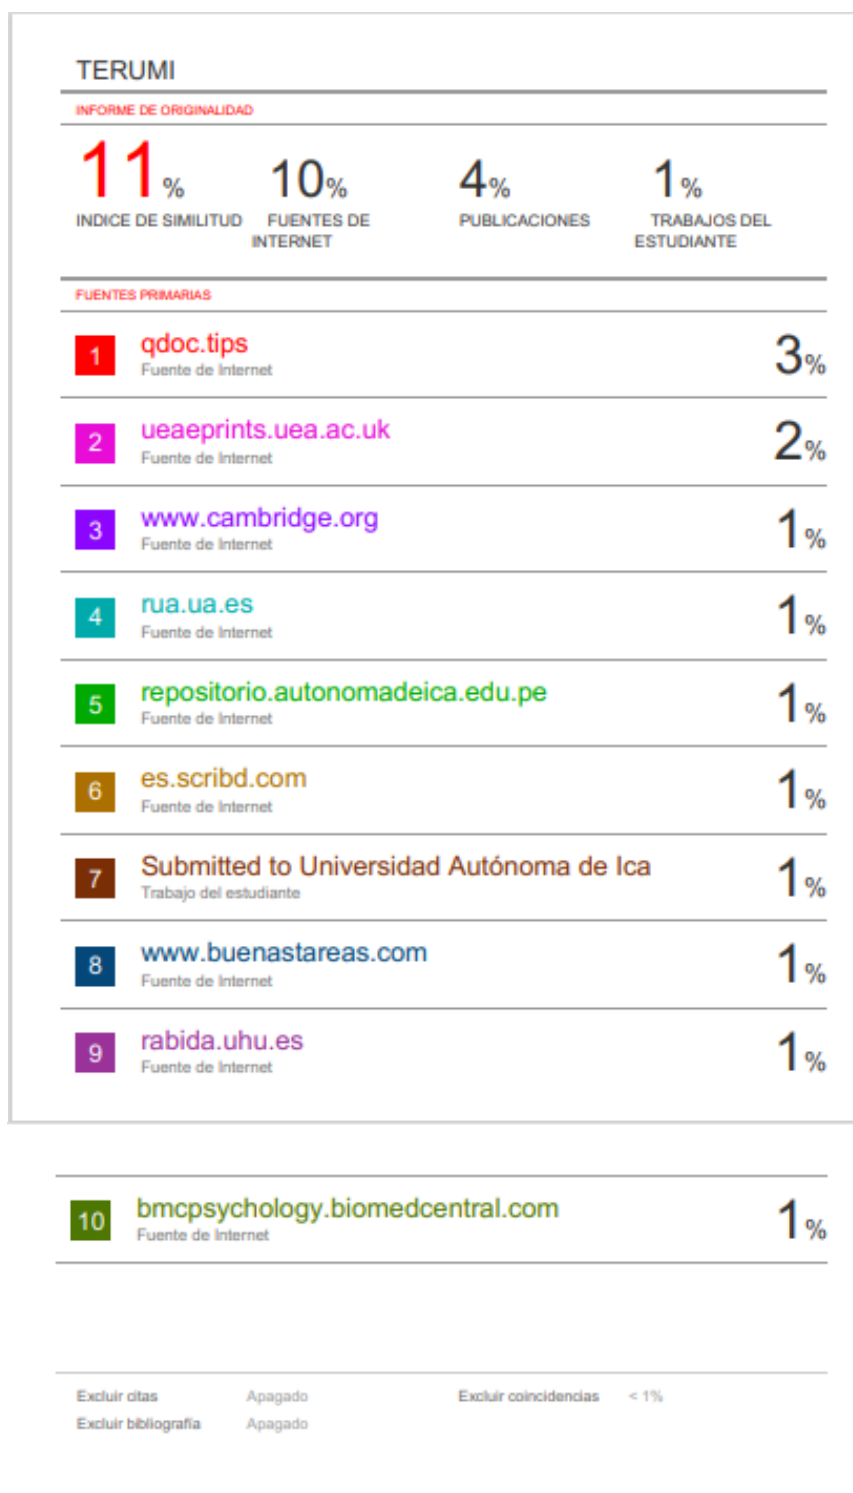 TERUMI
INFORME DE ORIGINALIDAD
11% 10% 4% 1%
INDICE DE SIMILITUD FUENTES DE INTERNET PUBLICACIONES TRABAJOS DEL ESTUDIANTE
FUENTES PRIMARIAS
1 qdoc.tips 3%
Fuente de Internet
2 ueaeprints.uea.ac.uk 2%
Fuente de Internet
3 www.cambridge.org 1%
Fuente de Internet
4 rua.ua.es 1%
Fuente de Internet
5 repositorio.autonomadeica.edu.pe 1%
Fuente de Internet
6 es.scribd.com 1%
Fuente de Internet
7 Submitted to Universidad Autónoma de Ica 1%
Trabajo del estudiante
8 www.buenastareas.com 1%
Fuente de Internet
9 rabida.uhu.es 1%
Fuente de Internet
10 bmcpsychology.biomedcentral.com 1%
Fuente de Internet
Excluir citas Apagado Excluir coincidencias < 1%
Excluir bibliografía Apagado